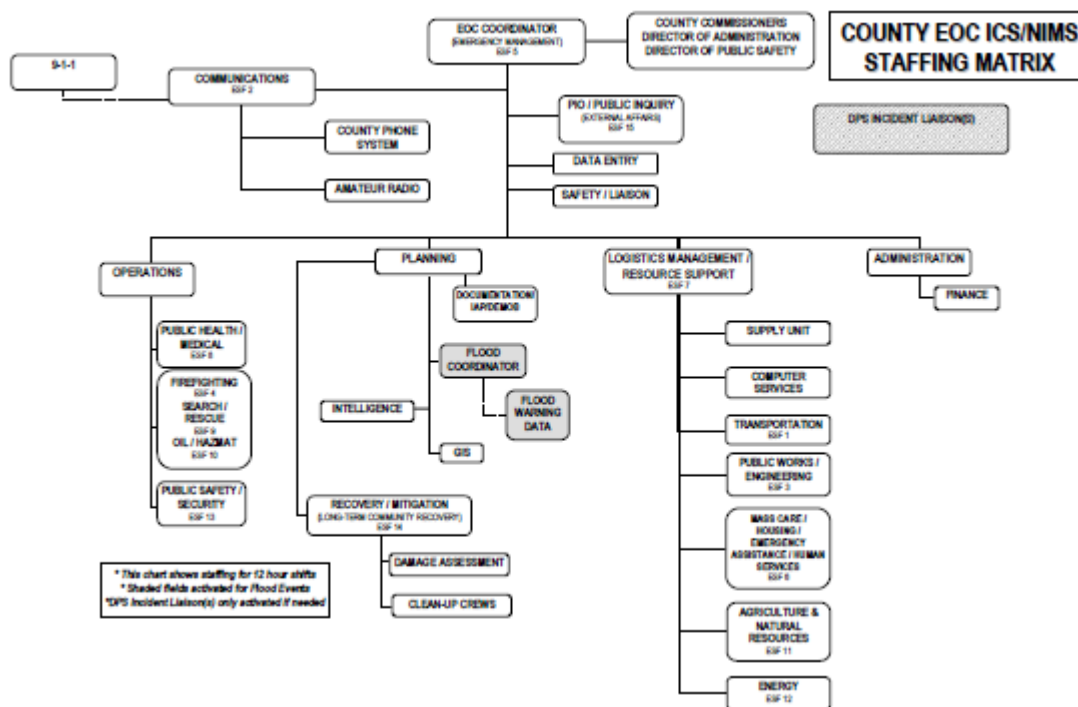 EOC COORDINATOR
(EMERGENCY MANAGEMENT)
ESF 5
COUNTY COMMISSIONERS
DIRECTOR OF ADMINISTRATION
DIRECTOR OF PUBLIC SAFETY
COUNTY EOC ICS/NIMS
STAFFING MATRIX
9-1-1
COMMUNICATIONS
ESF 2
PIO / PUBLIC INQUIRY
(EXTERNAL AFFAIRS)
ESF 15
DPS INCIDENT LIAISON(S)
COUNTY PHONE
SYSTEM
DATA ENTRY
AMATEUR RADIO
SAFETY / LIAISON
OPERATIONS
PLANNING
LOGISTICS MANAGEMENT /
RESOURCE SUPPORT
ESF 7
ADMINISTRATION
DOCUMENTATION/
IAP/DEMOB
FINANCE
PUBLIC HEALTH /
MEDICAL
ESF 8
FIREFIGHTING
ESF 4
SEARCH /
RESCUE
ESF 9
OIL / HAZMAT
ESF 10
PUBLIC SAFETY /
SECURITY
ESF 13
FLOOD
COORDINATOR
FLOOD
WARNING
DATA
INTELLIGENCE
GIS
RECOVERY / MITIGATION
(LONG-TERM COMMUNITY RECOVERY)
ESF 14
DAMAGE ASSESSMENT
CLEAN-UP CREWS
SUPPLY UNIT
COMPUTER
SERVICES
TRANSPORTATION
ESF 1
PUBLIC WORKS /
ENGINEERING
ESF 3
MASS CARE /
HOUSING /
EMERGENCY
ASSISTANCE / HUMAN
SERVICES
ESF 6
AGRICULTURE &
NATURAL
RESOURCES
ESF 11
ENERGY
ESF 12
* This chart shows staffing for 12 hour shifts
* Shaded fields activated for Flood Events
*DPS Incident Liaison(s) only activated if needed